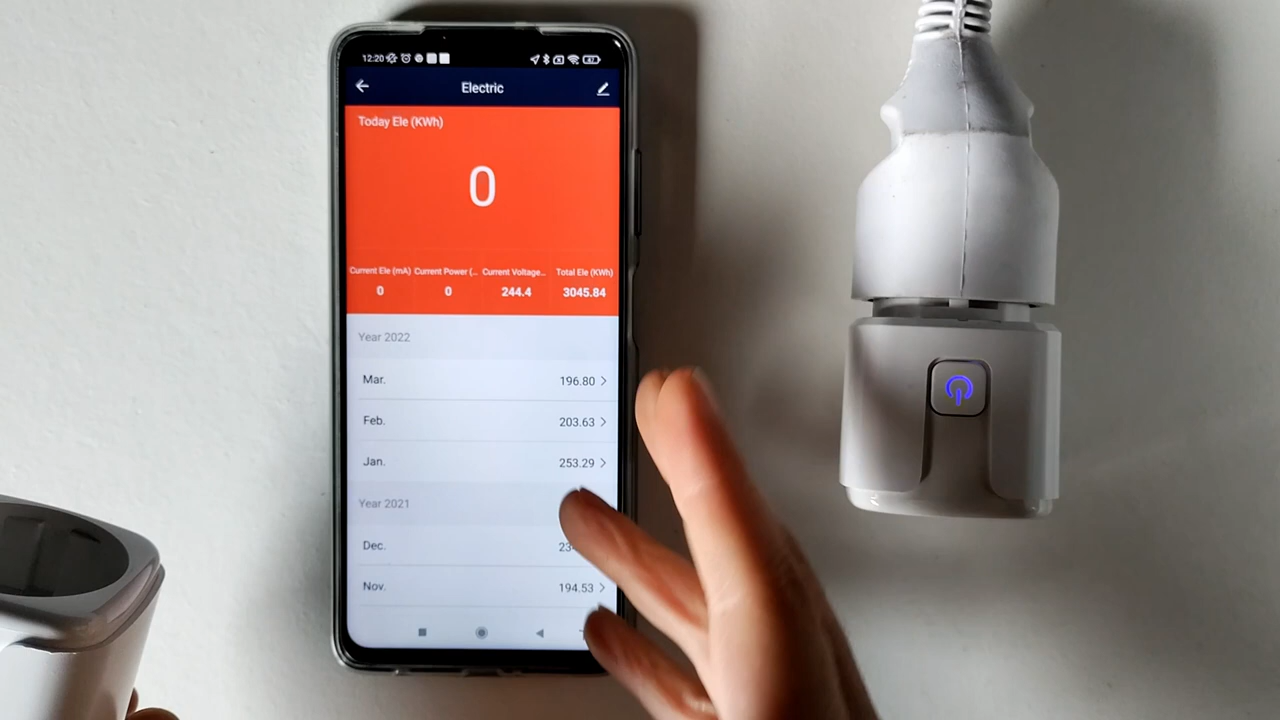 12:20
Electric
Today Ele (KWh)
0
Current Ele (mA) Current Power (... Current Voltage... Total Ele (KWh)
0 0 244.4 3045.84
Year 2022
Mar. 196.80
Feb. 203.63
Jan. 253.29
Year 2021
Dec.
Nov. 194.53